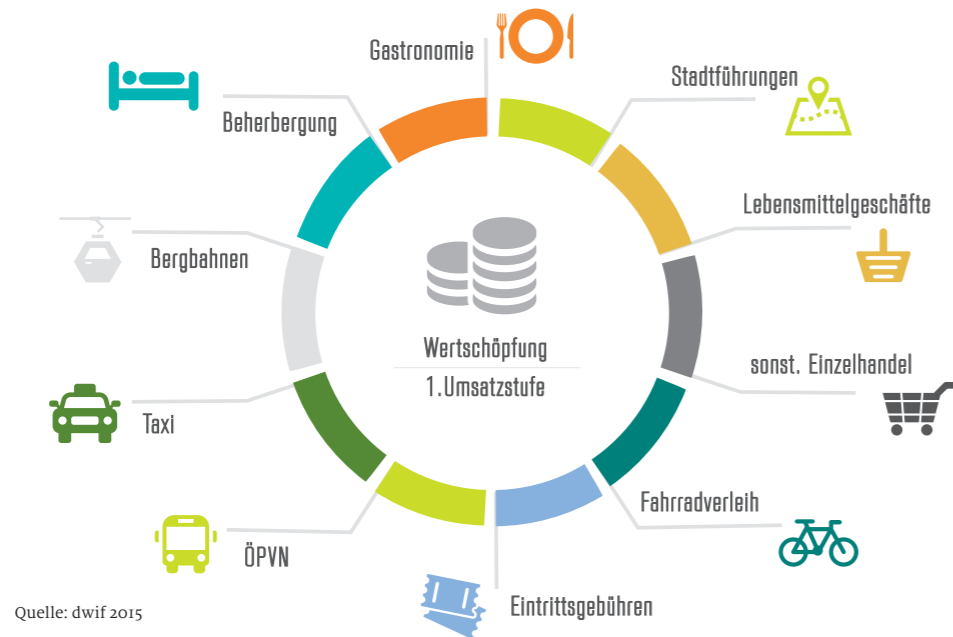 Gastronomie
Stadtführungen
Beherbergung
Lebensmittelgeschäfte
Bergbahnen
Wertschöpfung
1.Umsatzstufe
sonst. Einzelhandel
Taxi
Fahrradverleih
ÖPVN
Eintrittsgebühren
Quelle: dwif 2015